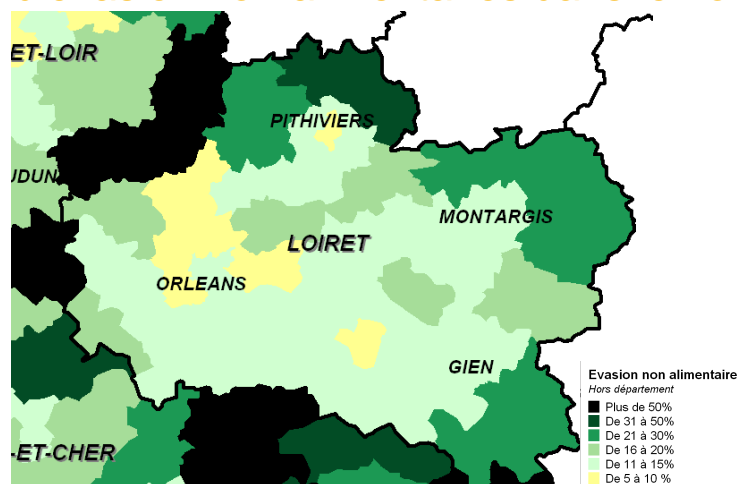 ET-LOIR
PITHIVIERS
UDUN
MONTARGIS
LOIRET
ORLEANS
GIEN
-ET-CHER
Evasion non alimentaire
Hors département
Plus de 50%
De 31 à 50%
De 21 à 30%
De 16 à 20%
De 11 à 15%
De 5 à 10 %